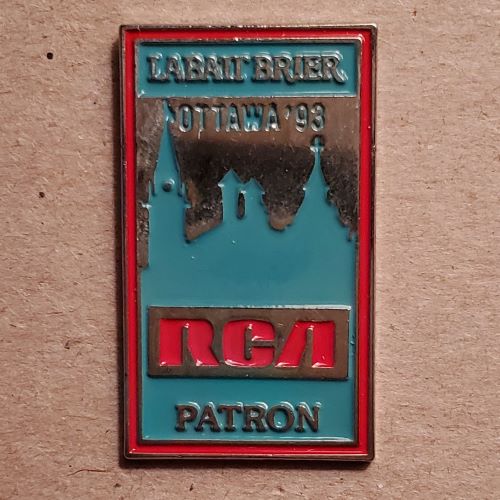 LABATT BRIER
OTTAWA '93
RCA
PATRON